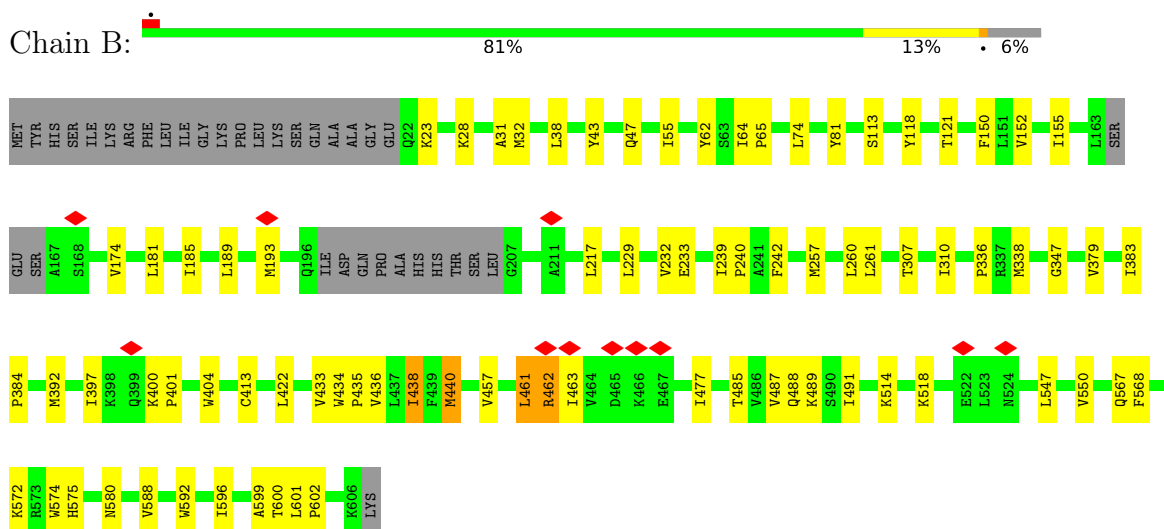 Chain B:
81% 13% • 6%
MET TYR HIS SER ILE LYS ARG PHE LEU ILE GLY LYS PRO LEU LYS SER GLN ALA ALA GLY GLU Q22 K23 K28 A31 M32 L38 Y43 Q47 I55 Y62 S63 I64 P65 L74 Y81 S113 Y118 T121 F150 L151 V152 I155 L163 SER
GLU SER A167 S168 V174 L181 I185 L189 M193 Q196 ILE ASP GLN PRO ALA HIS HIS THR SER LEU G207 A211 L217 L229 V232 E233 I239 P240 A241 F242 M257 L260 L261 T307 I310 P336 R337 M338 G347 V379 I383
P384 M392 I397 K398 Q399 K400 P401 W404 C413 L422 V433 W434 P435 V436 L437 I438 F439 M440 V457 L461 R462 I463 V464 D465 K466 E467 I477 T485 V486 V487 Q488 K489 S490 I491 K514 K518 E522 L523 N524 L547 V550 Q567 F568
K572 R573 W574 H575 N580 V588 W592 I596 A599 T600 L601 P602 K606 LYS